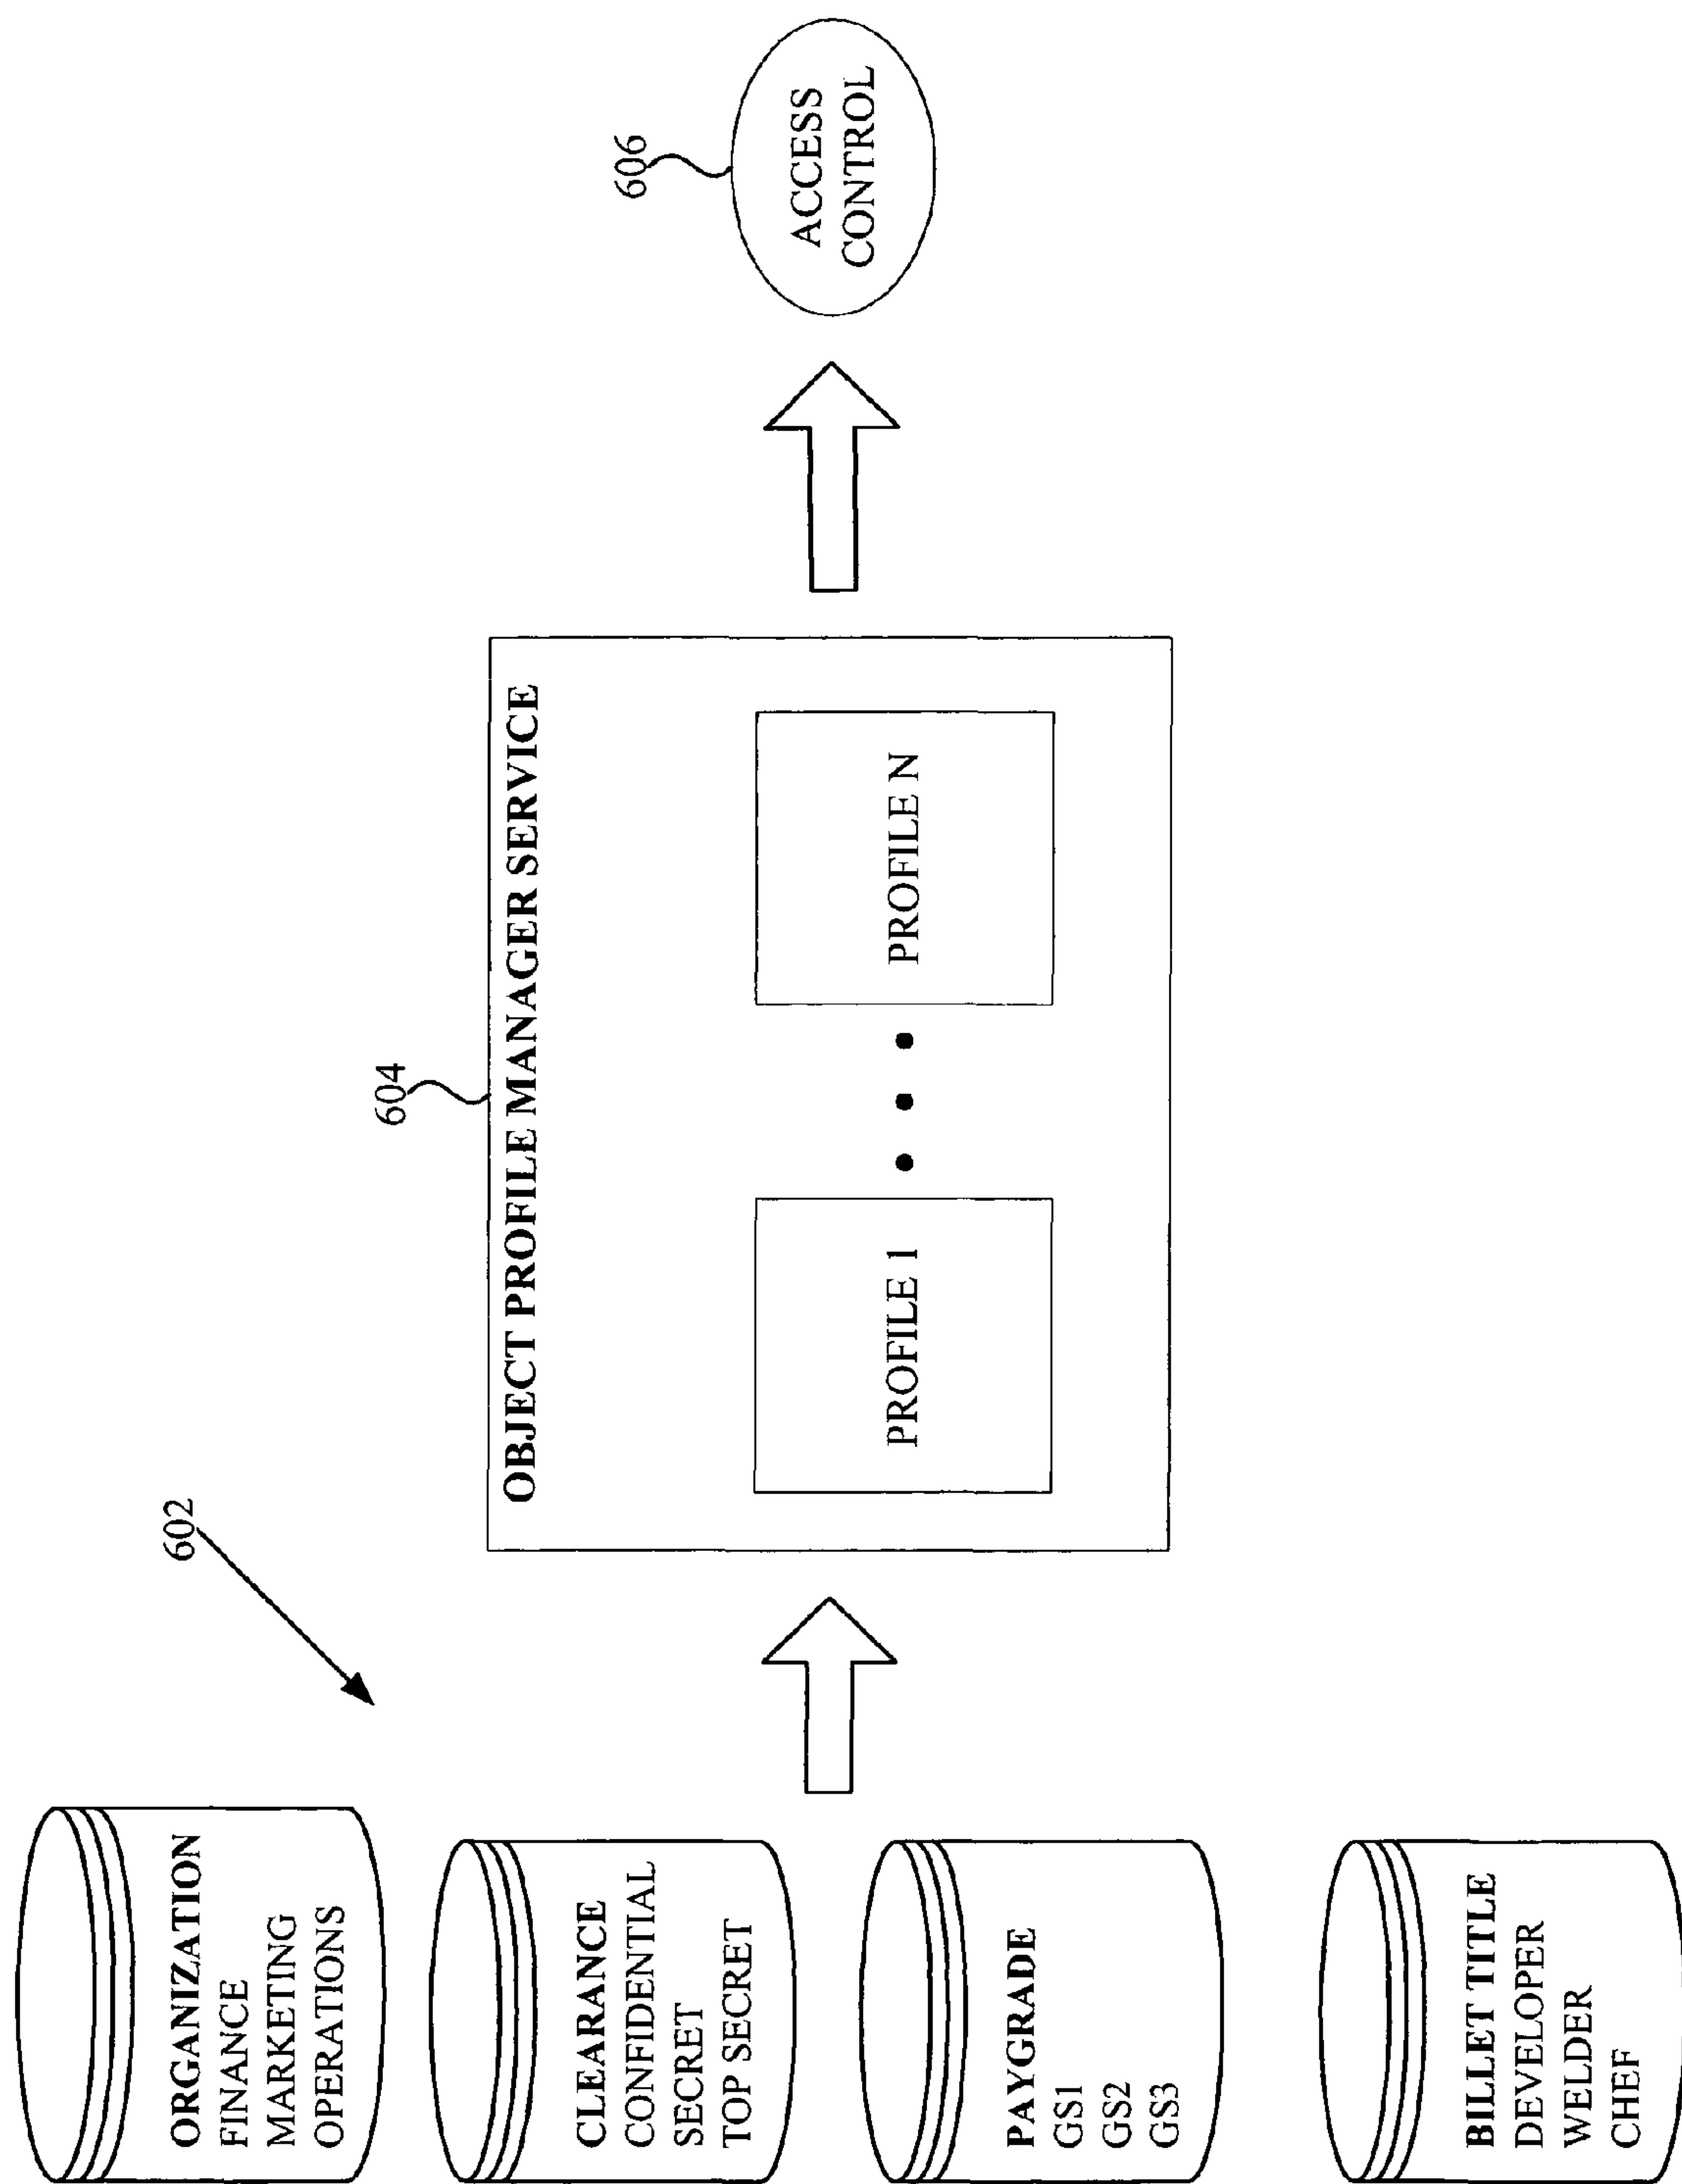 602
ORGANIZATION
FINANCE
MARKETING
OPERATIONS
CLEARANCE
CONFIDENTIAL
SECRET
TOP SECRET
PAYGRADE
GS1
GS2
GS3
BILLET TITLE
DEVELOPER
WELDER
CHEF
604
OBJECT PROFILE MANAGER SERVICE
PROFILE 1
PROFILE N
606
ACCESS
CONTROL